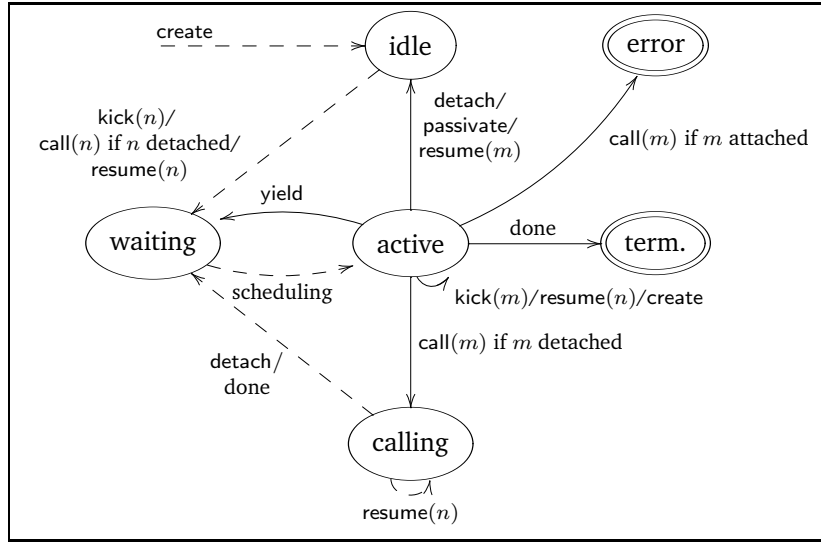 create
idle
error
kick(n)/
call(n) if n detached/
resume(n)
detach/
passivate/
resume(m)
call(m) if m attached
yield
done
waiting
active
term.
scheduling
kick(m)/resume(n)/create
call(m) if m detached
detach/
done
calling
resume(n)